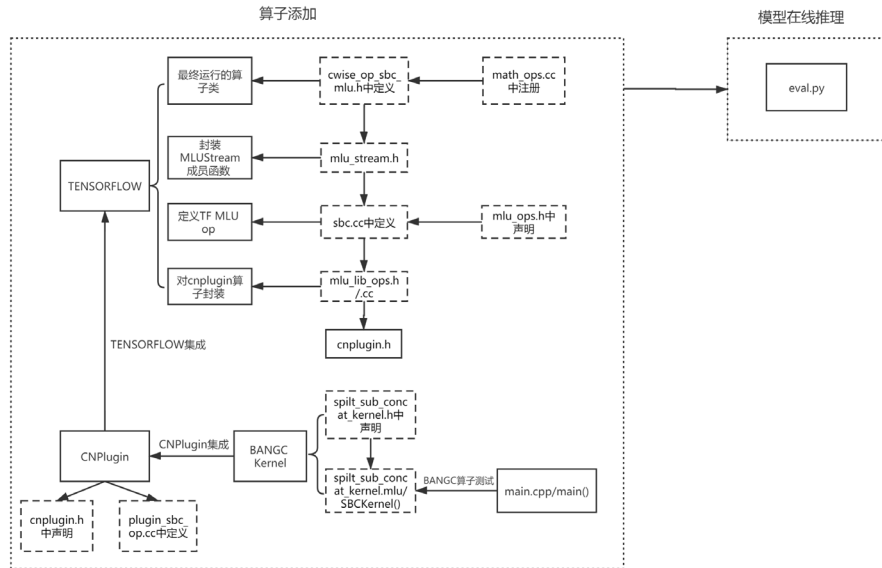 算子添加
模型在线推理
最终运行的算
子类
cwise_op_sbc_
mlu.h中定义
math_ops.cc
中注册
eval.py
封装
MLUStream
成员函数
mlu_stream.h
TENSORFLOW
定义TF MLU
op
sbc.cc中定义
mlu_ops.h中
声明
对cnplugin算
子封装
mlu_lib_ops.h
/.cc
cnplugin.h
TENSORFLOW集成
spilt_sub_conc
at_kernel.h中
声明
CNPlugin
CNPlugin集成
BANGC
Kernel
spilt_sub_conc
at_kernel.mlu/
SBCKernel()
BANGC算子测试
main.cpp/main()
cnplugin.h
中声明
plugin_sbc_
op.cc中定义